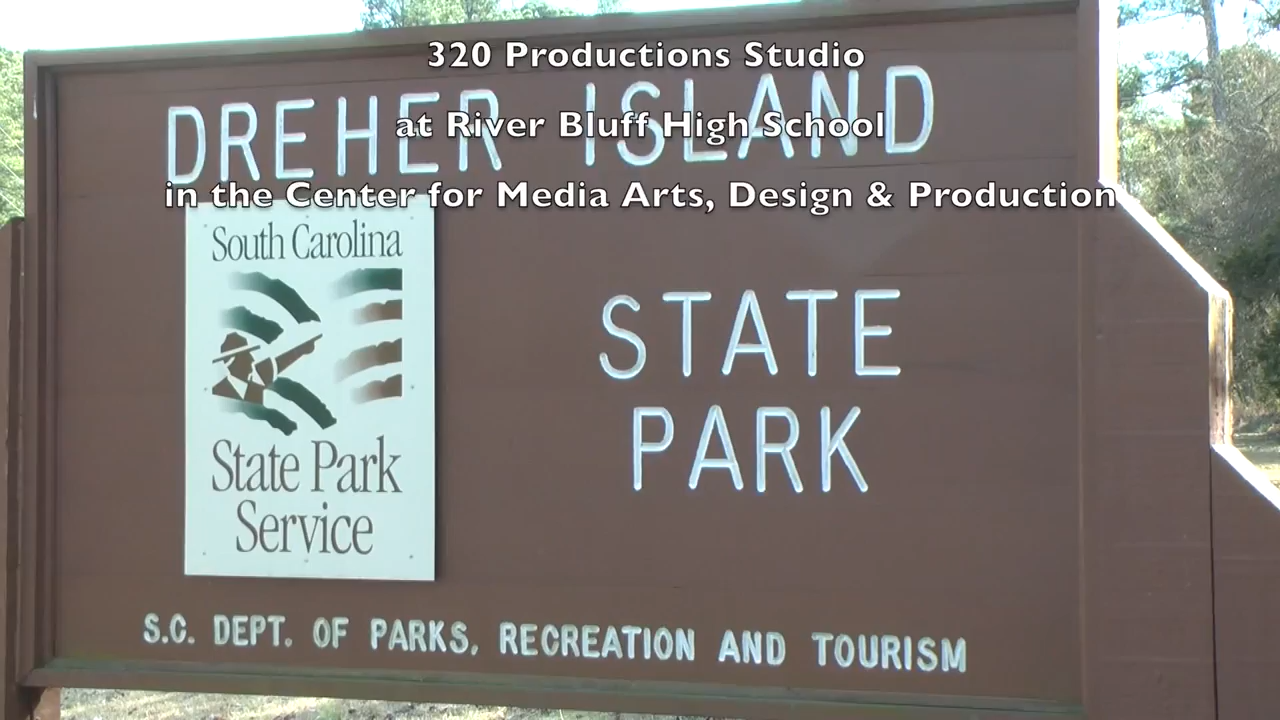 320 Productions Studio
at River Bluff High School
in the Center for Media Arts, Design & Production
DREHER ISLAND
South Carolina
State Park
Service
STATE
PARK
S.C. DEPT. OF PARKS, RECREATION AND TOURISM